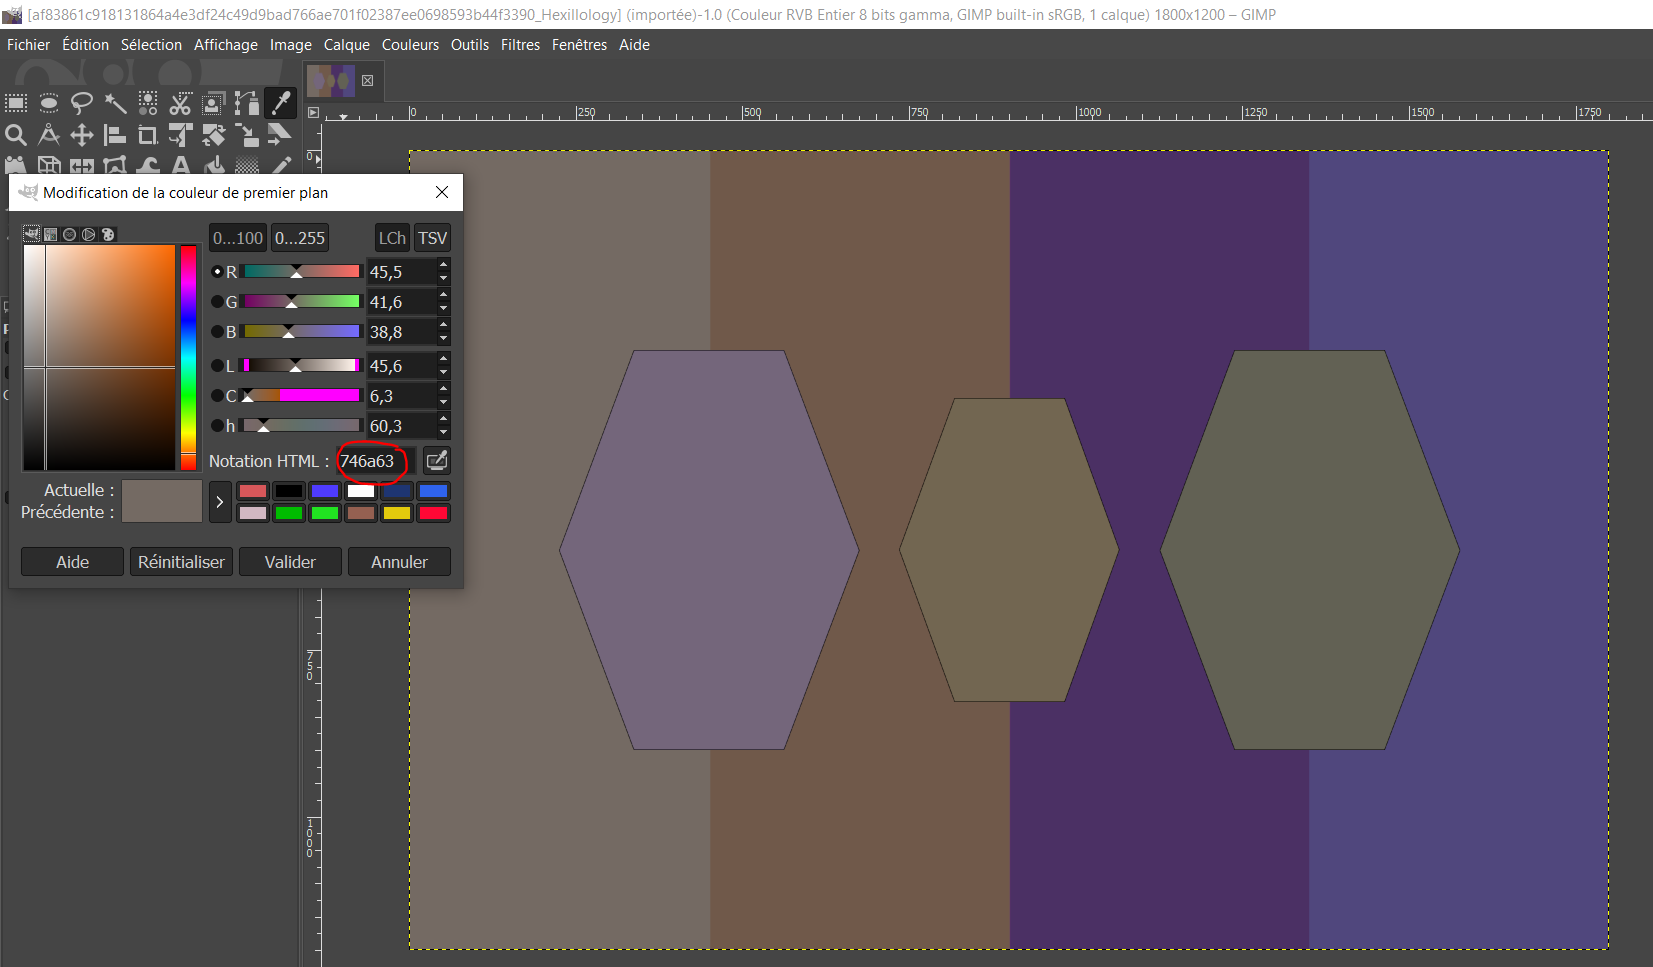 [af83861c918131864a4e3df24c49d9bad766ae701f02387ee0698593b44f3390_Hexillology] (importée)-1.0 (Couleur RVB Entier 8 bits gamma, GIMP built-in sRGB, 1 calque) 1800x1200 – GIMP
Fichier Édition Sélection Affichage Image Calque Couleurs Outils Filtres Fenêtres Aide
0 250 500 750 1000 1250 1500 1750
0
Modification de la couleur de premier plan
0...100 0...255 LCh TSV
R 45,5
G 41,6
B 38,8
L 45,6
C 6,3
h 60,3
Notation HTML : 746a63
Actuelle :
Précédente :
Aide Réinitialiser Valider Annuler
750
1000